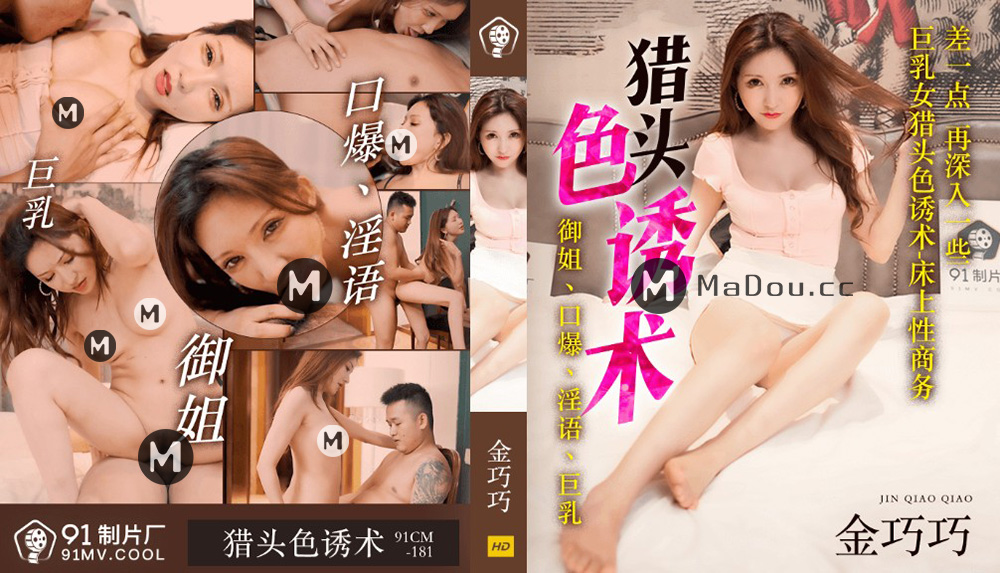 M
口爆、淫语
M
巨乳
M
M
M
御姐
M
M
91制片厂
91MV.COOL
猎头色诱术
91CM
-181
金巧巧
HD
猎头
色诱术
御姐、口爆、淫语、巨乳
差一点 再深入一些
巨乳女猎头色诱术-床上性商务
91制片厂
M MaDou.cc
JIN QIAO QIAO
金巧巧